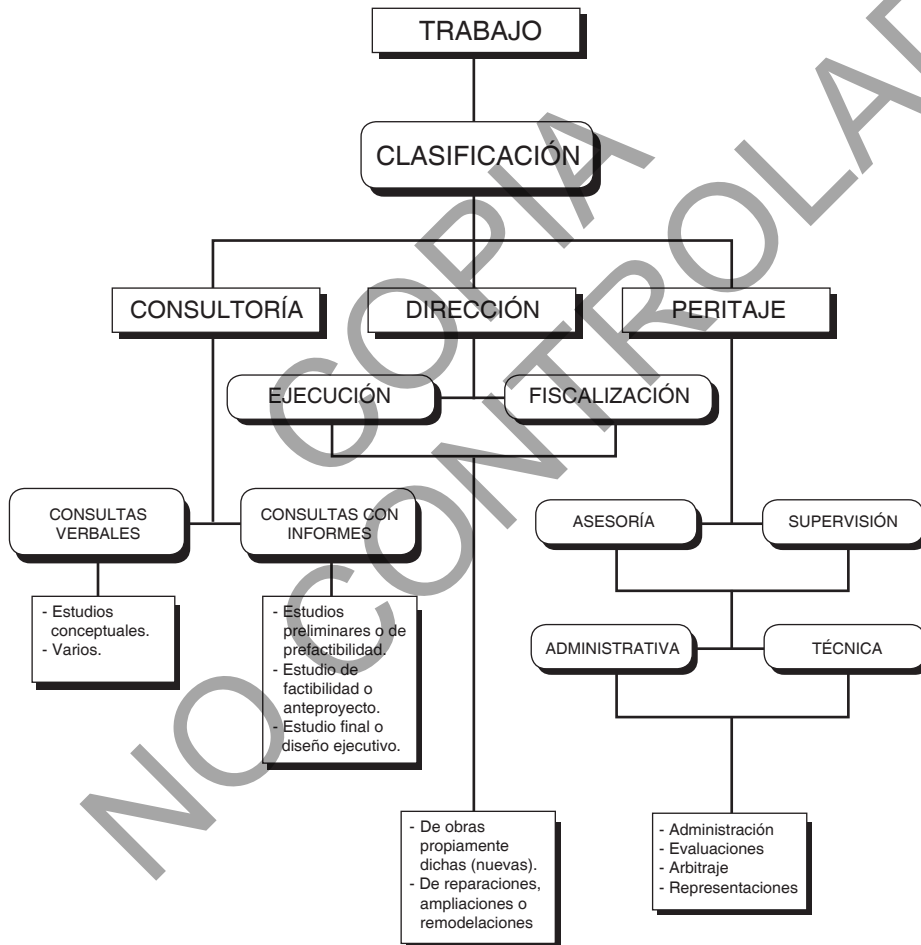 TRABAJO
CLASIFICACIÓN
CONSULTORÍA
DIRECCIÓN
PERITAJE
EJECUCIÓN
FISCALIZACIÓN
CONSULTAS
VERBALES
CONSULTAS CON
INFORMES
ASESORÍA
SUPERVISIÓN
- Estudios
conceptuales.
- Varios.
- Estudios
preliminares o de
prefactibilidad.
- Estudio de
factibilidad o
anteproyecto.
- Estudio final o
diseño ejecutivo.
ADMINISTRATIVA
TÉCNICA
- De obras
propiamente
dichas (nuevas).
- De reparaciones,
ampliaciones o
remodelaciones
- Administración
- Evaluaciones
- Arbitraje
- Representaciones
COPIA
NO CONTROLAD